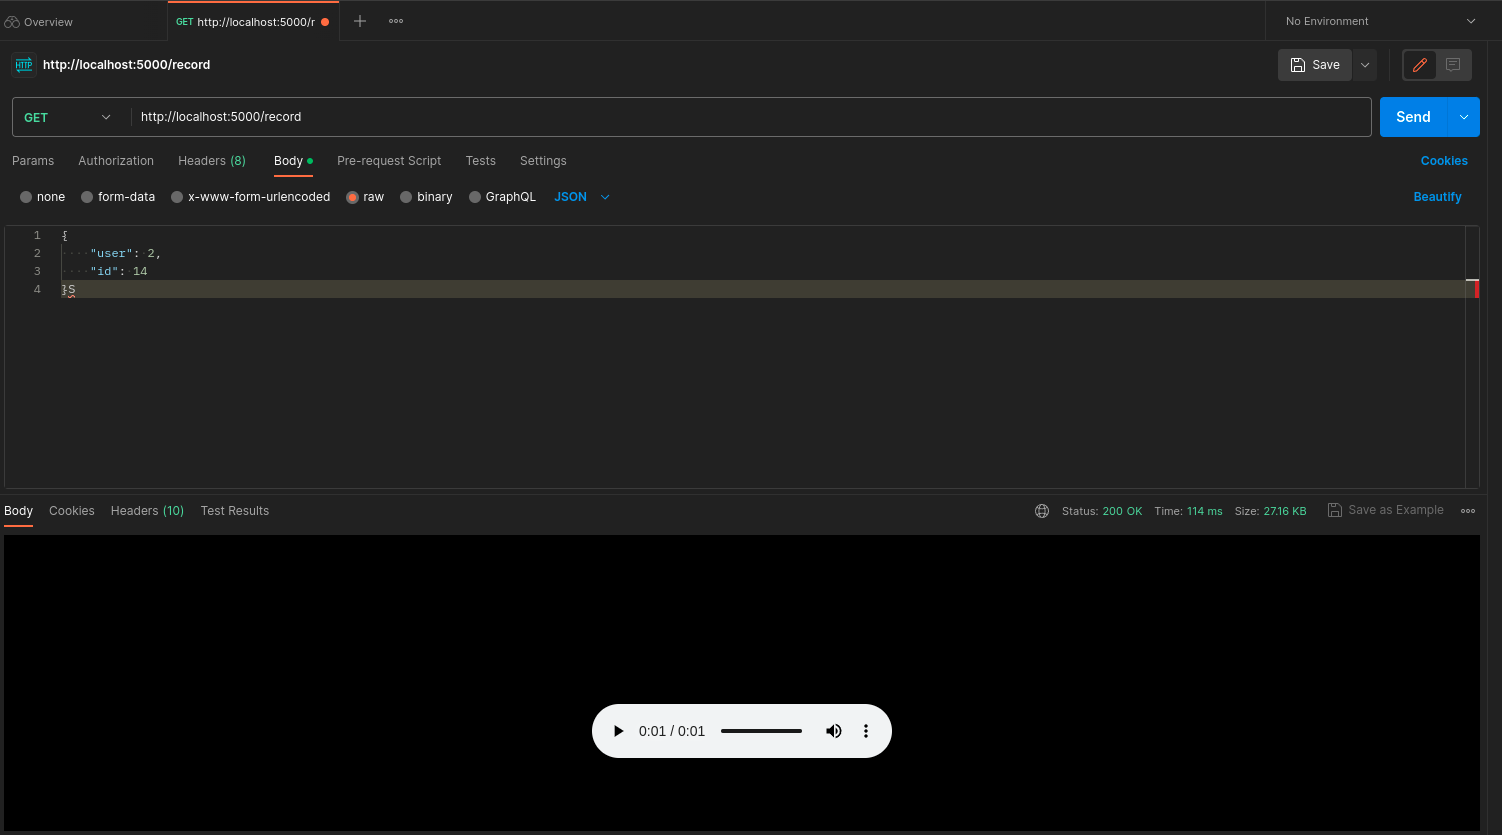 Overview
GET http://localhost:5000/r
No Environment
HTTP http://localhost:5000/record
Save
GET http://localhost:5000/record
Send
Params Authorization Headers (8) Body Pre-request Script Tests Settings Cookies
none form-data x-www-form-urlencoded raw binary GraphQL JSON Beautify
1 {
2 "user": 2,
3 "id": 14
4 }S
Body Cookies Headers (10) Test Results Status: 200 OK Time: 114 ms Size: 27.16 KB Save as Example
0:01 / 0:01